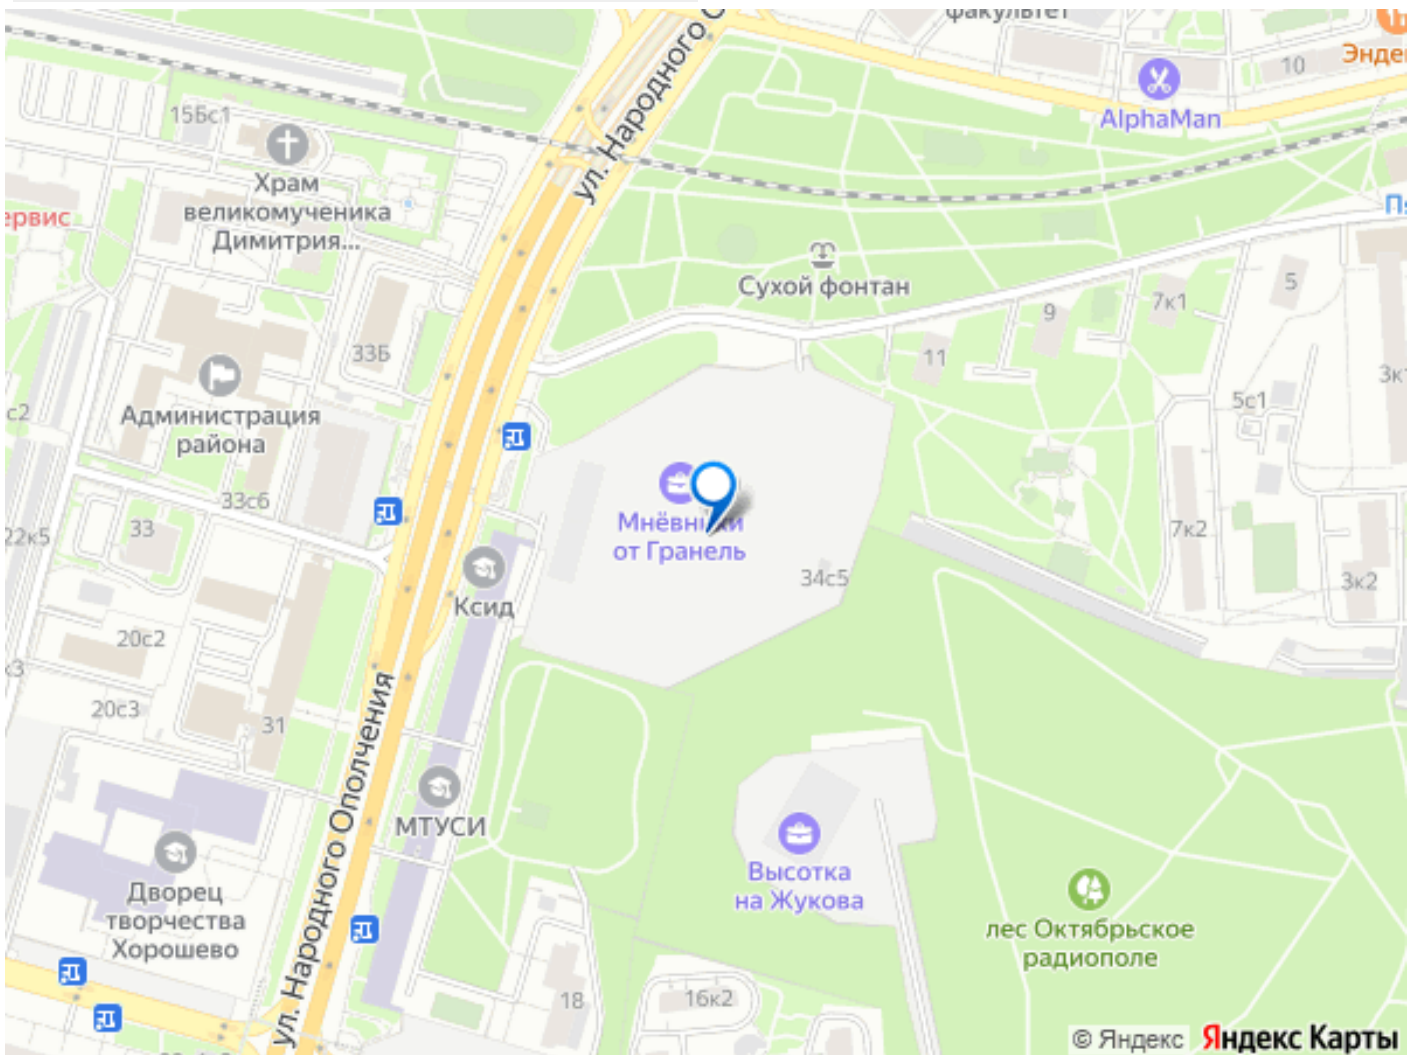 факультет
ул. Народного О
10
Энде
AlphaMan
15Бс1
Храм
великомученика
Димитрия...
ервис
Сухой фонтан
5
7к1
9
33Б
11
3к
5с1
с2
Администрация
района
33с6
Мнёвники
от Гранель
33
22к5
7к2
34с5
3к2
Ксид
20с2
к3
20с3
31
ул. Народного Ополчения
МТУСИ
Высотка
на Жукова
Дворец
творчества
Хорошево
лес Октябрьское
радиополе
18
16к2
© Яндекс Яндекс Карты